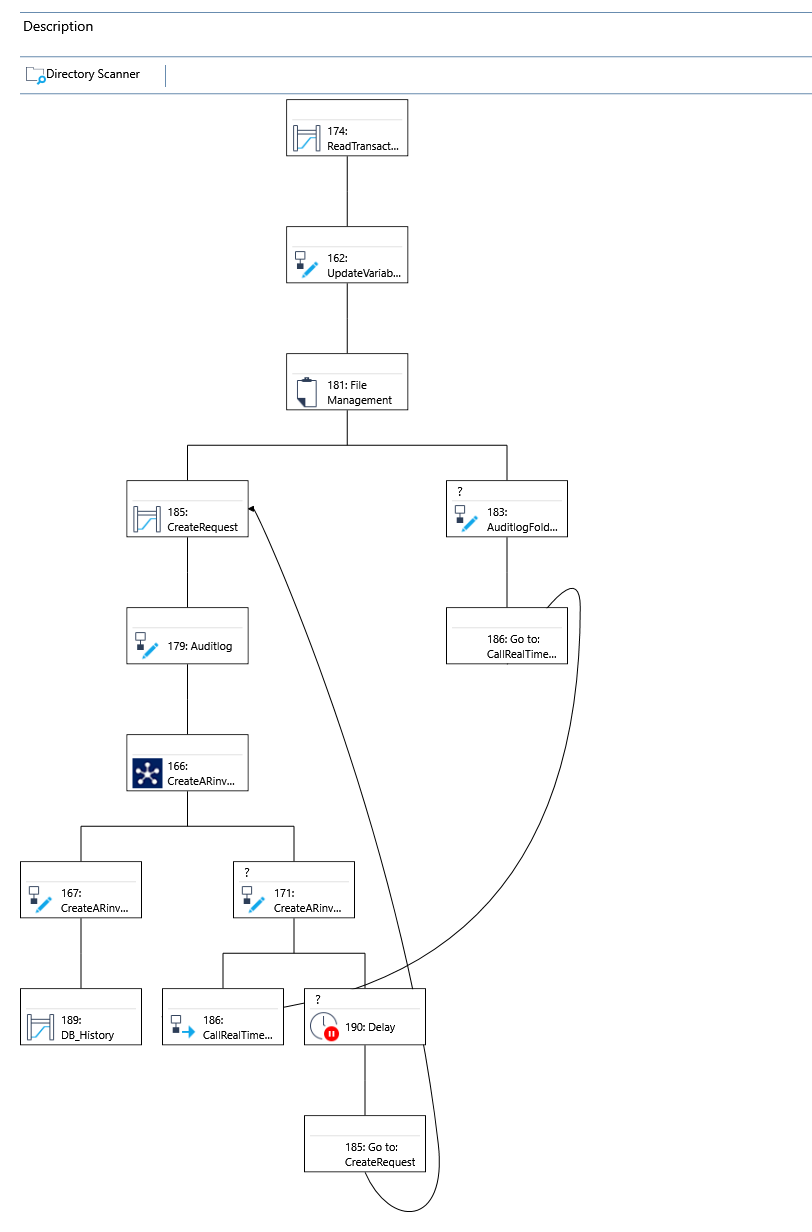 Description
Directory Scanner
174:
ReadTransact...
162:
UpdateVariab...
181: File
Management
185:
CreateRequest
?
183:
AuditlogFold...
179: Auditlog
186: Go to:
CallRealTime...
166:
CreateARinv...
167:
CreateARinv...
?
171:
CreateARinv...
189:
DB_History
186:
CallRealTime...
?
190: Delay
185: Go to:
CreateRequest